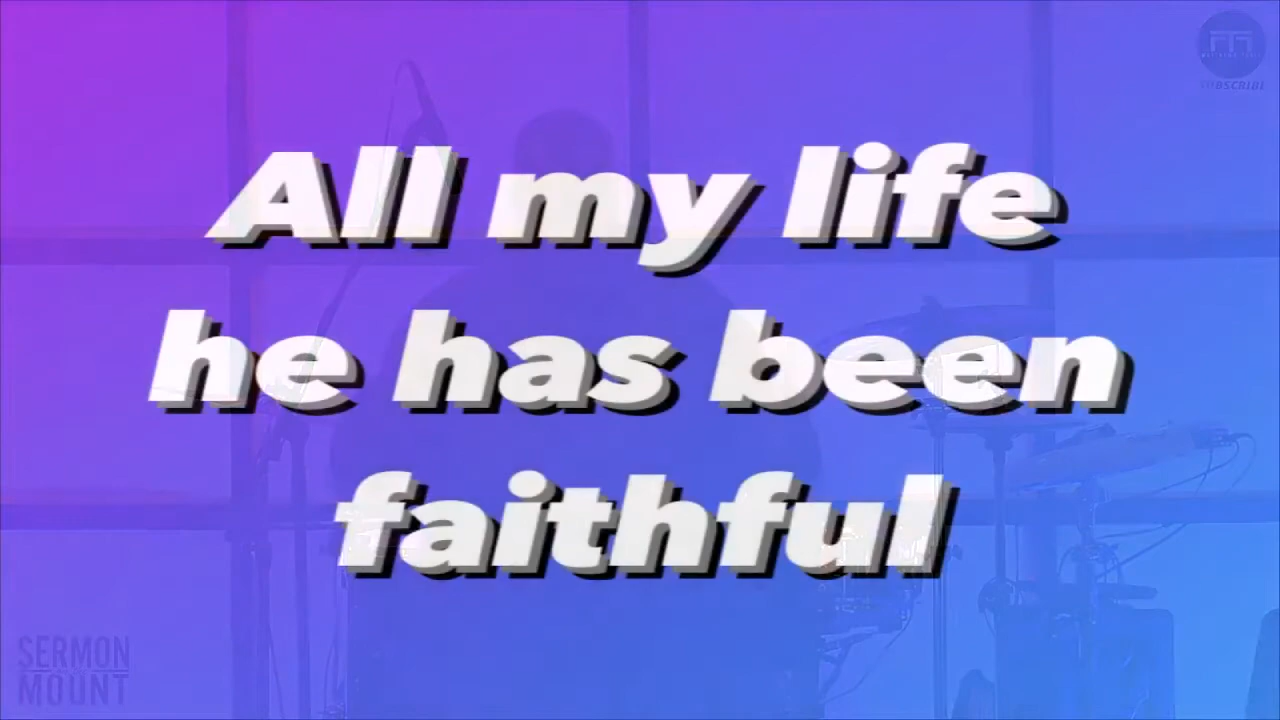 All my life
he has been
faithful
SUBSCRIBE
SERMON
MOUNT